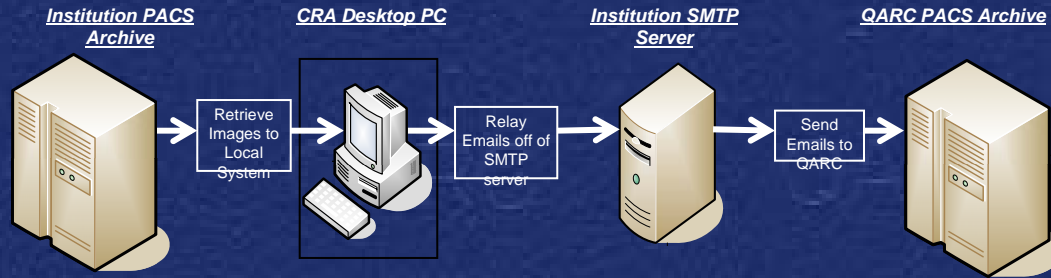 Institution PACS
Archive
CRA Desktop PC
Institution SMTP
Server
QARC PACS Archive
Retrieve
Images to
Local
System
Relay
Emails off of
SMTP
server
Send
Emails to
QARC